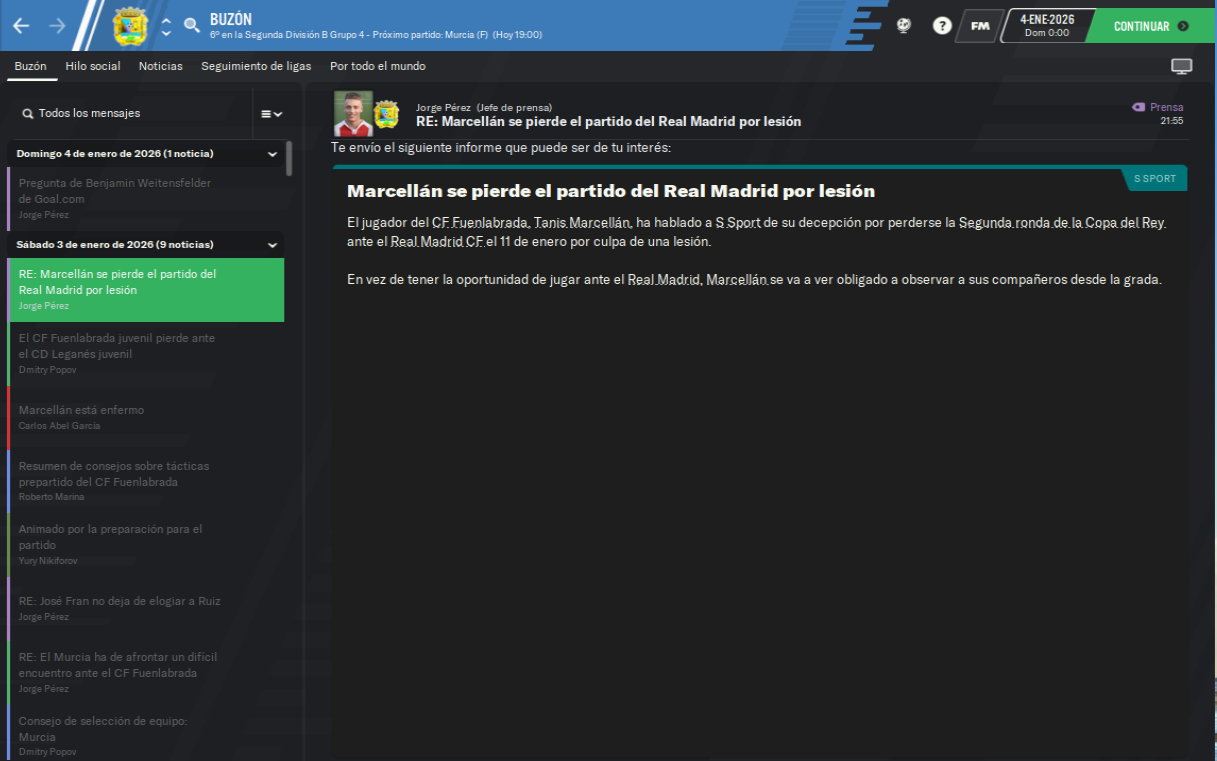 BUZÓN
6º en la Segunda División B Grupo 4 - Próximo partido: Murcia (F) (Hoy 19:00)
?
FM
4-ENE-2026
Dom 0:00
CONTINUAR
Buzón
Hilo social
Noticias
Seguimiento de ligas
Por todo el mundo
Todos los mensajes
Domingo 4 de enero de 2026 (1 noticia)
Pregunta de Benjamin Weitensfelder
de Goal.com
Jorge Pérez
Sábado 3 de enero de 2026 (9 noticias)
RE: Marcellán se pierde el partido del
Real Madrid por lesión
Jorge Pérez
El CF Fuenlabrada juvenil pierde ante
el CD Leganés juvenil
Dmitry Popov
Marcellán está enfermo
Carlos Abel García
Resumen de consejos sobre tácticas
prepartido del CF Fuenlabrada
Roberto Marina
Animado por la preparación para el
partido
Yury Nikiforov
RE: José Fran no deja de elogiar a Ruiz
Jorge Pérez
RE: El Murcia ha de afrontar un difícil
encuentro ante el CF Fuenlabrada
Jorge Pérez
Consejo de selección de equipo:
Murcia
Dmitry Popov
Jorge Pérez (Jefe de prensa)
RE: Marcellán se pierde el partido del Real Madrid por lesión
Prensa
21:55
Te envío el siguiente informe que puede ser de tu interés:
S SPORT
Marcellán se pierde el partido del Real Madrid por lesión
El jugador del CF Fuenlabrada, Tanis Marcellán, ha hablado a S Sport de su decepción por perderse la Segunda ronda de la Copa del Rey
ante el Real Madrid CF el 11 de enero por culpa de una lesión.
En vez de tener la oportunidad de jugar ante el Real Madrid, Marcellán se va a ver obligado a observar a sus compañeros desde la grada.